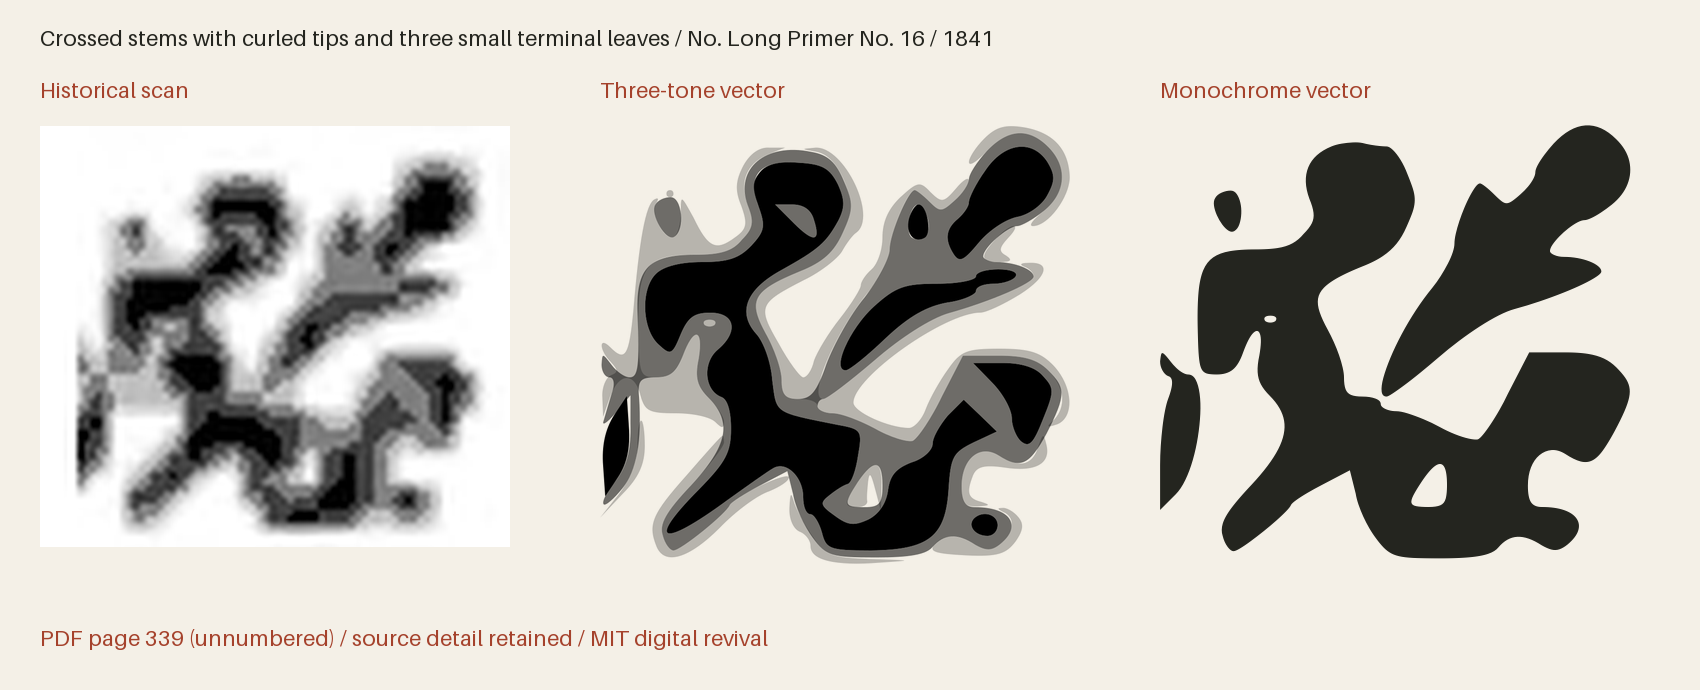 Crossed stems with curled tips and three small terminal leaves / No. Long Primer No. 16 / 1841
Historical scan
Three-tone vector
Monochrome vector
PDF page 339 (unnumbered) / source detail retained / MIT digital revival